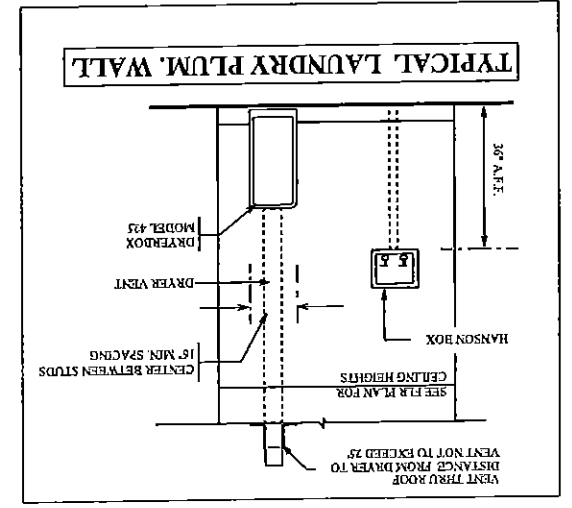 VENT THRU ROOF
DISTANCE FROM DRYER TO
VENT NOT TO EXCEED 25'
SEE FLR PLAN FOR
CEILING HEIGHTS
CENTER BETWEEN STUDS
16" MIN. SPACING
HANSON BOX
DRYER VENT
DRYERBOX
MODEL 425
36" A.F.F.
TYPICAL LAUNDRY PLUM. WALL